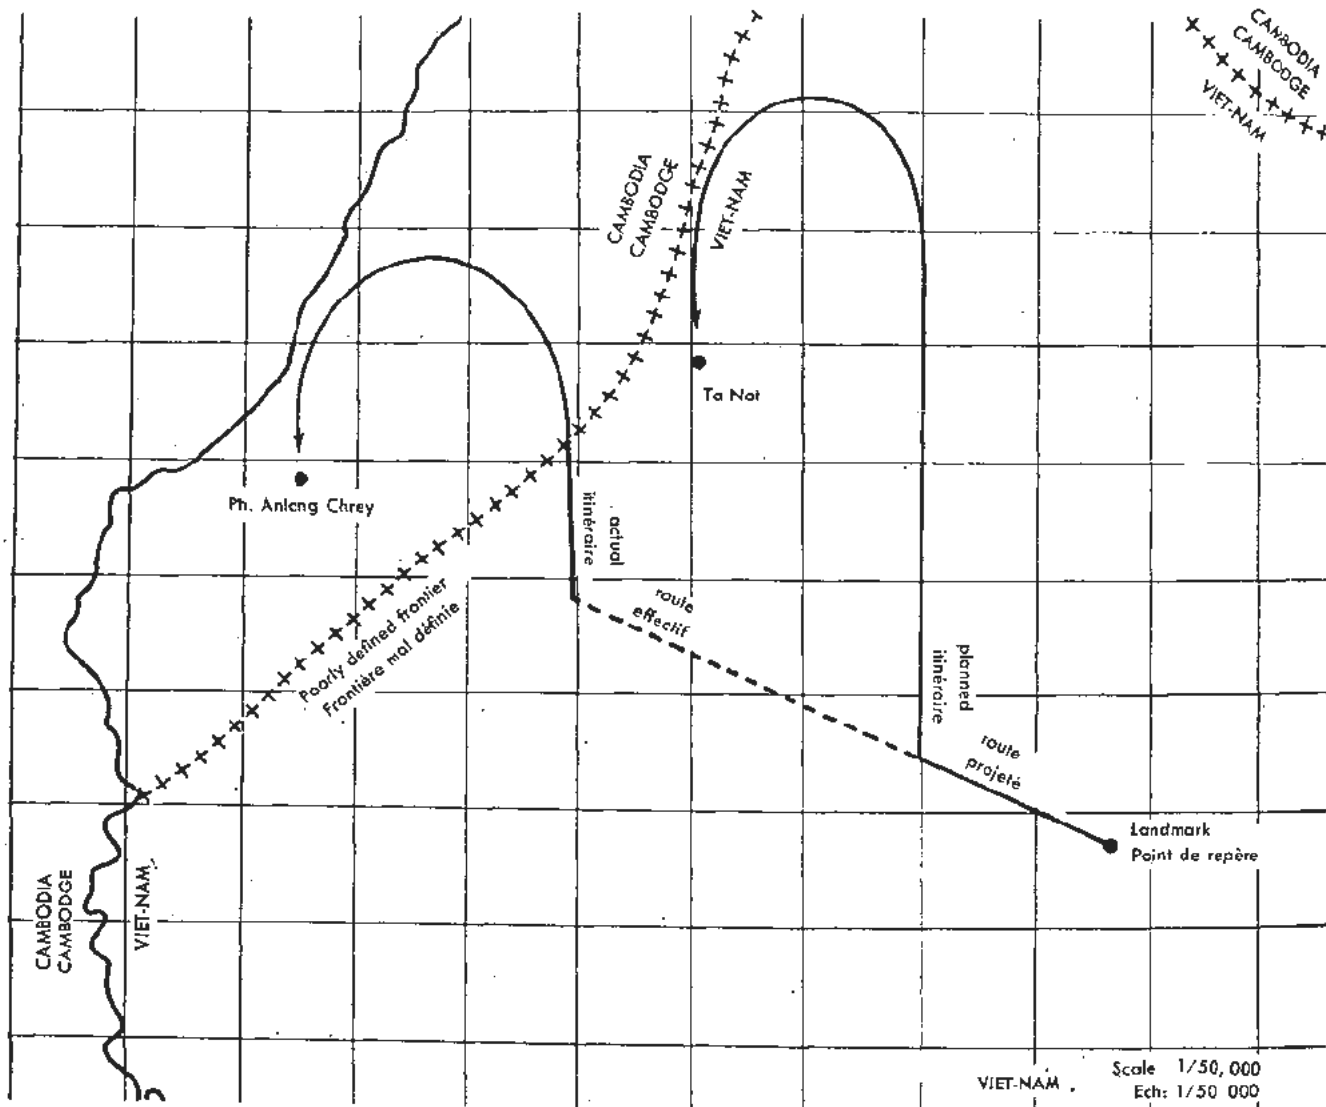 CAMBODIA
CAMBODGE
VIET-NAM
CAMBODIA
CAMBODGE
VIET-NAM
Ta Not
Ph. Anlong Chrey
actual
itinéraire
route
effectif
Poorly defined frontier
Frontière mal définie
planned
itinéraire
route
projeté
Landmark
Point de repère
CAMBODIA
CAMBODGE
VIET-NAM
VIET-NAM
Scale 1/50,000
Ech: 1/50 000